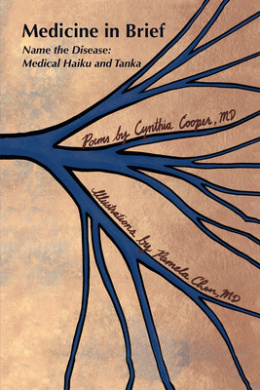 Medicine in Brief
Name the Disease:
Medical Haiku and Tanka
Poems by Cynthia Cooper, MD
Illustrations by Pamela Chen, MD